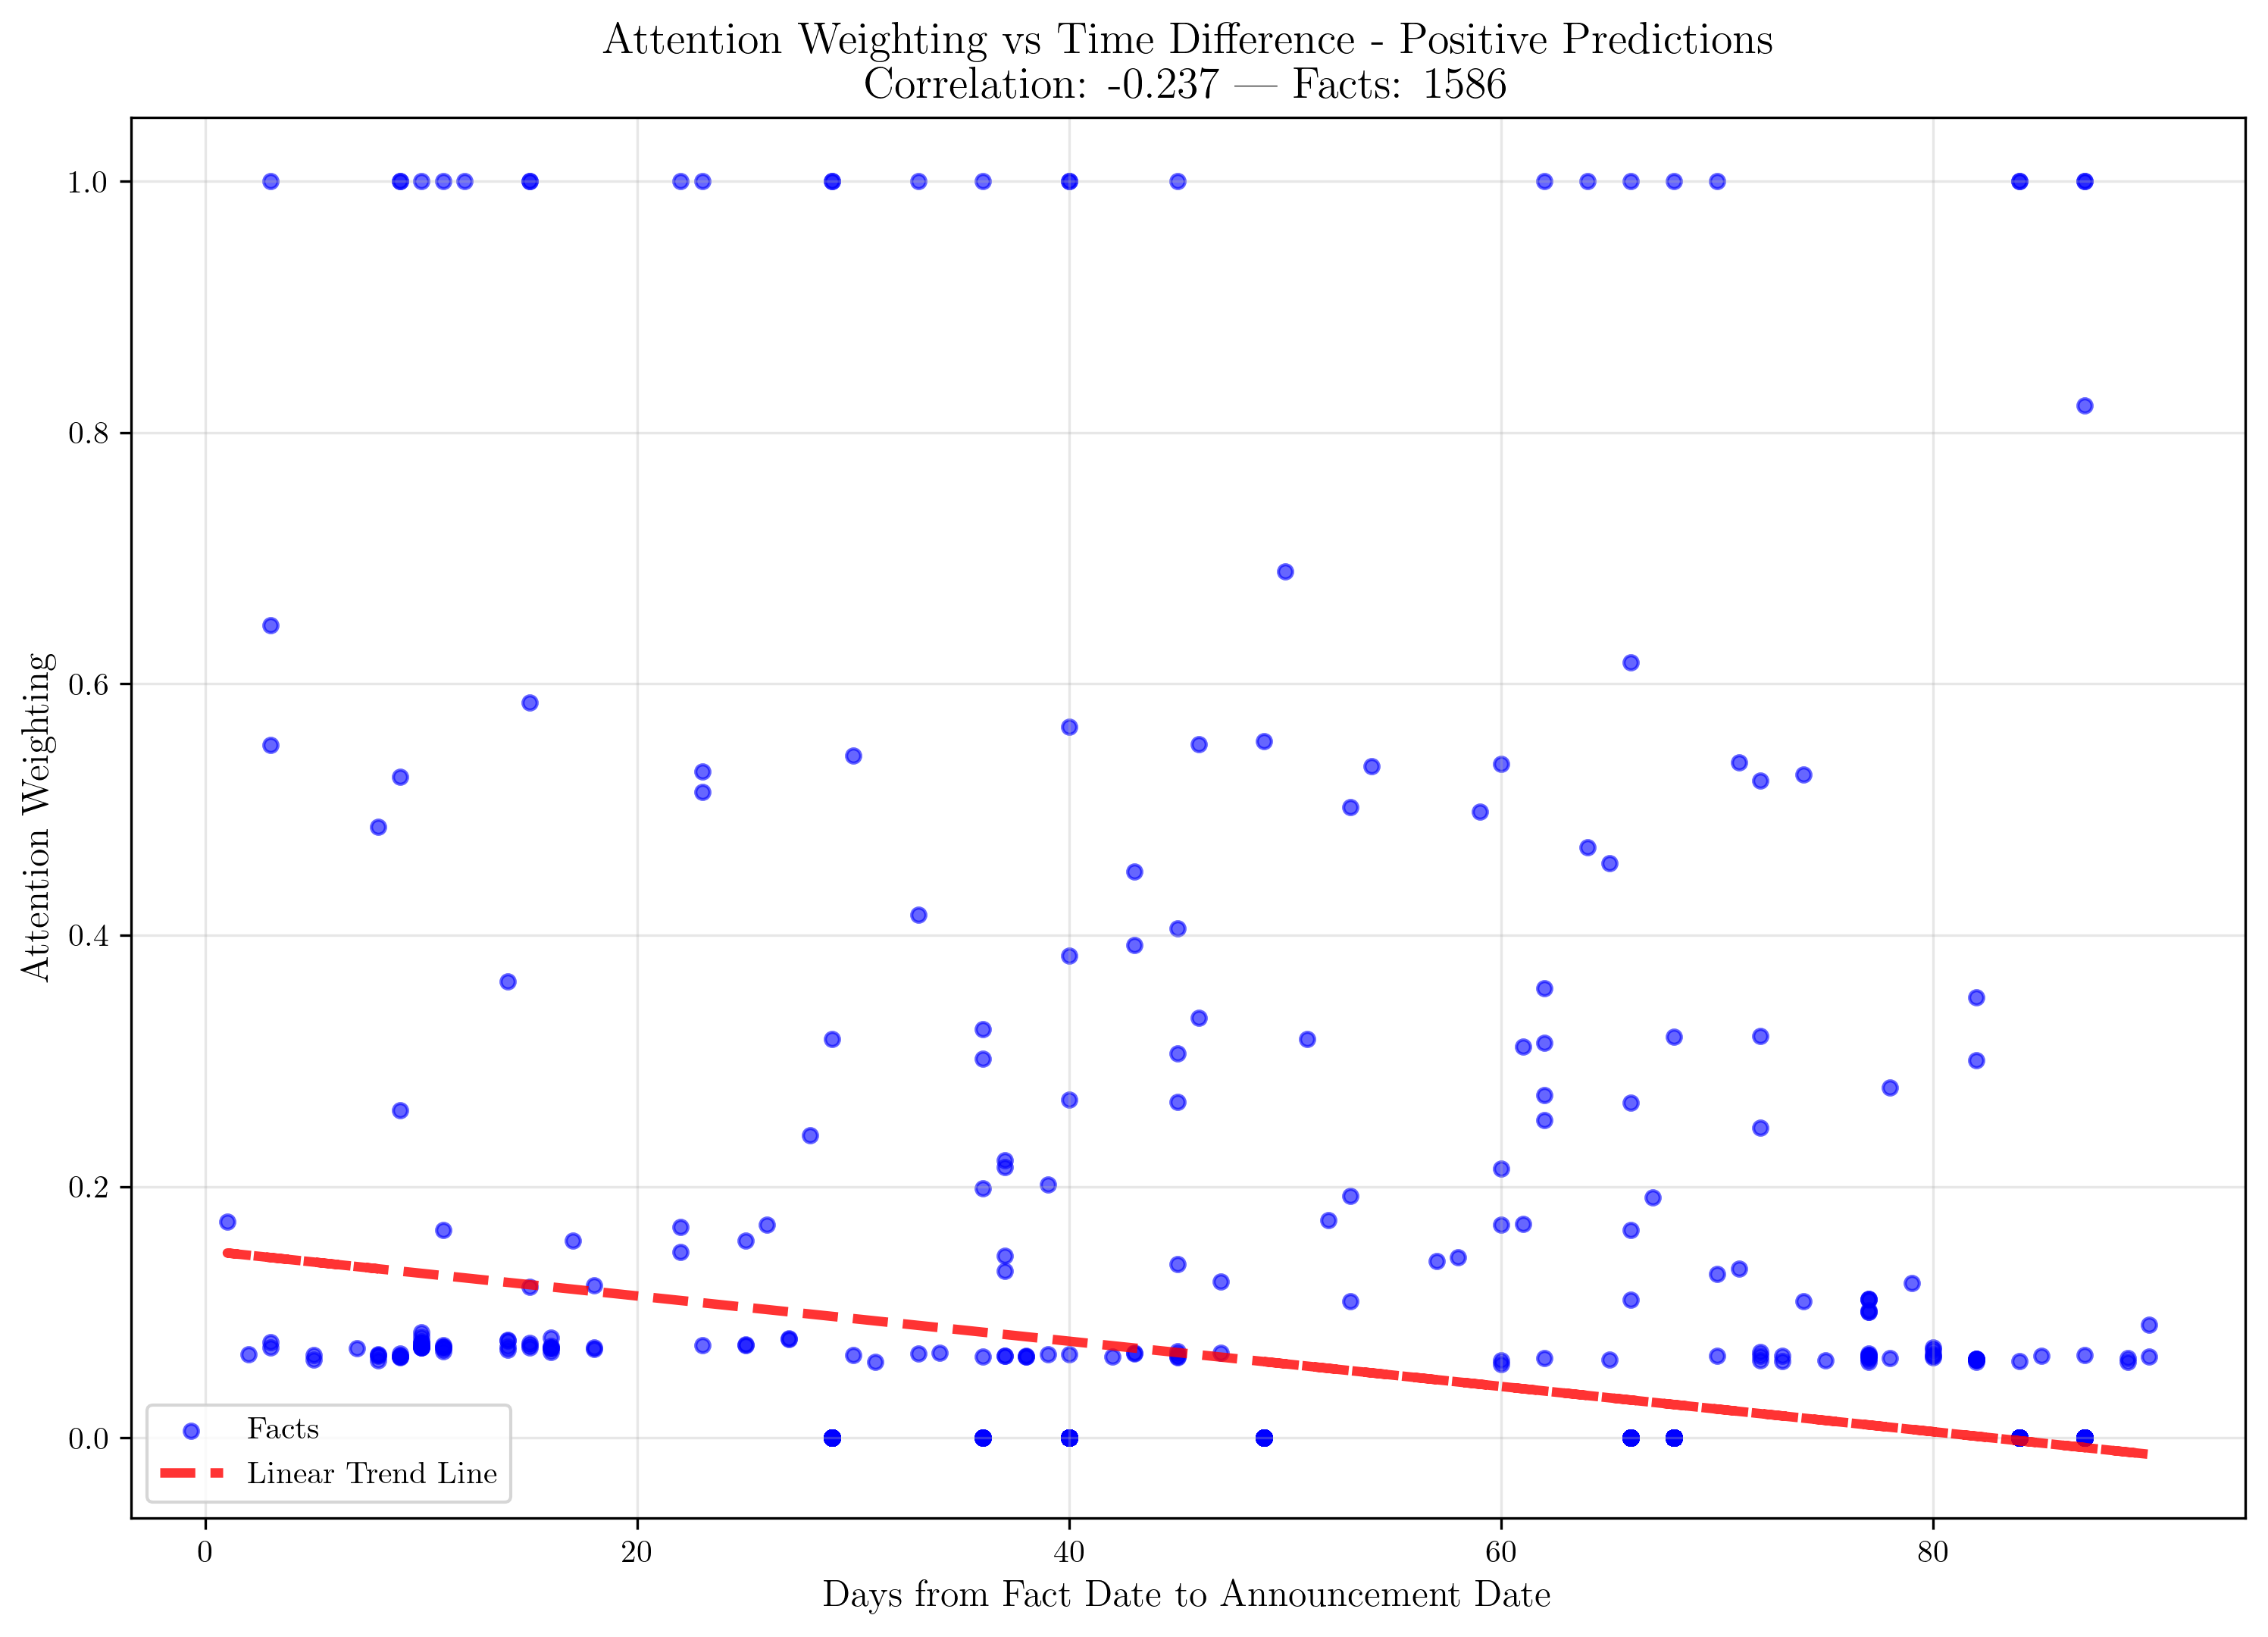 Attention Weighting vs Time Difference - Positive Predictions
Correlation: -0.237 — Facts: 1586
Attention Weighting
1.0
0.8
0.6
0.4
0.2
0.0
Facts
Linear Trend Line
0
20
40
60
80
Days from Fact Date to Announcement Date